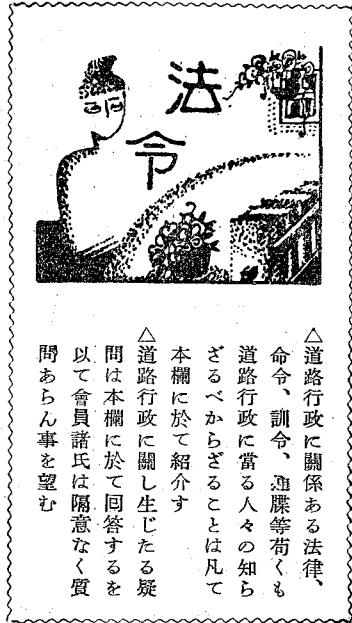 法令
△道路行政に關係ある法律、
命令、訓令、通牒等苟くも
道路行政に當る人々の知ら
ざるべからざることは凡て
本欄に於て紹介す
△道路行政に關し生じたる疑
問は本欄に於て回答するを
以て會員諸氏は隔意なく質
問あらん事を望む